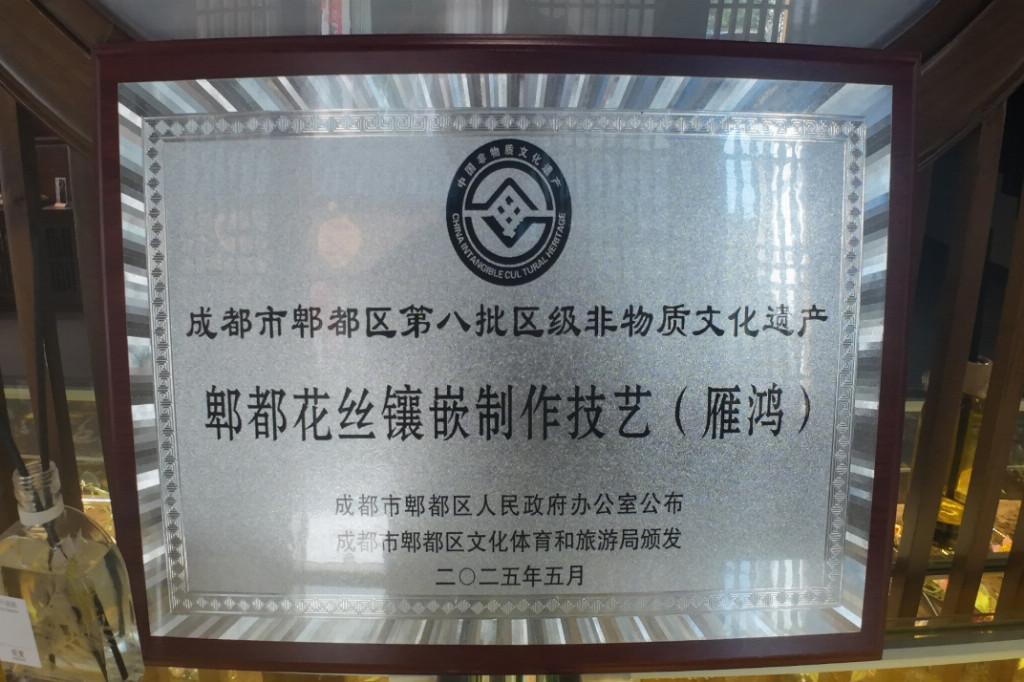 中国非物质文化遗产
CHINA INTANGIBLE CULTURAL HERITAGE
成都市郫都区第八批区级非物质文化遗产
郫都花丝镶嵌制作技艺（雁鸿）
成都市郫都区人民政府办公室公布
成都市郫都区文化体育和旅游局颁发
二〇二五年五月